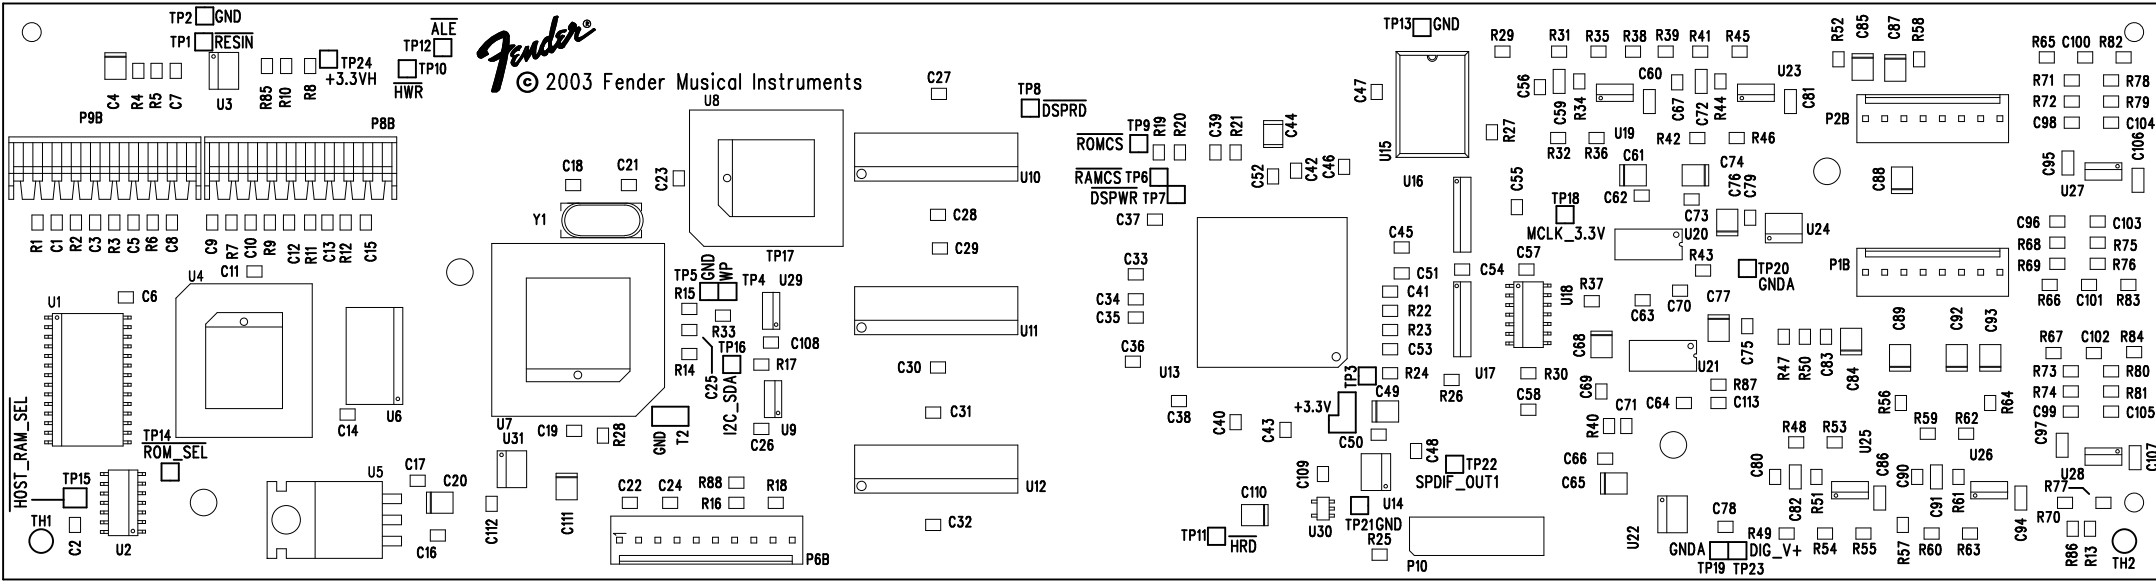 TP2 GND
TP1 RESIN
TP24
+3.3VH
ALE
TP12
TP10
HWR
Fender®
© 2003 Fender Musical Instruments
C4 R4 R5 C7 U3 R85 R10 R8
P9B P8B
R1 C1 R2 C3 R3 C5 R6 C8 C9 R7 C10 R9 C12 R11 C13 R12 C15
C11
U4
U1 C6
U6
C14
HOST_RAM_SEL
TP14
ROM_SEL
TP15
TH1
C2 U2
U5 C17 C20
C16
C18 C21 C23
Y1
U8
TP17
TP5 GND WP TP4 U29
R15
R33
TP16 C108
R14 C25 I2C_SDA R17
U7 U31 C19 R28 GND T2 C26 U9
C112 C111 C22 C24 R88 R16 R18
P6B
C27
U10
C28
C29
U11
C30
C31
U12
C32
TP8
DSPRD
TP9
ROMCS
RAMCS TP6
DSPWR TP7
R19 R20 C39 R21 C44
C52 C42 C46
C37
C33
C34
C35
C36
U13
C38 C40 C43
TP13 GND
C47
U15
U16
R29
R27
C55
C45
C51 C54 C57
C41
R22
R23
C53
R24
R26 U17
U18
R30
C58
TP3
C49
+3.3V
C50
C48
C109
C110
TP11
HRD
U30
TP21 GND
R25
U14
TP22
SPDIF_OUT1
P10
R31 R35 R38 R39 R41 R45
C56 C59 R34 C60 C67 C72 R44 U23 C81
U19
R32 R36 C61 R42 R46
C62 C74 C76 C79
TP18
MCLK_3.3V
C73
U20 U24
R43
TP20
GNDA
R37
C63 C70 C77
C68 C75
U21
C69 R87
C64 C113
R40 C71
C66
C65
U22
C78
R49
GNDA DIG_V+
TP19 TP23
R52 C85 C87 R58
P2B
C88
P1B
C89 C92 C93
R47 R50 C83 C84
R56 R64
R59 R62
R48 R53
U25 U26
C80 C82 R51 C86 C90 C91 R61 C94
R54 R55 R57 R60 R63
R65 C100 R82
R71 R78
R72 R79
C98 C104
C95 C106
U27
C96 C103
R68 R75
R69 R76
R66 C101 R83
R67 C102 R84
R73 R80
R74 R81
C99 C105
C97 C107
U28
R77
R70
R86 R13
TH2